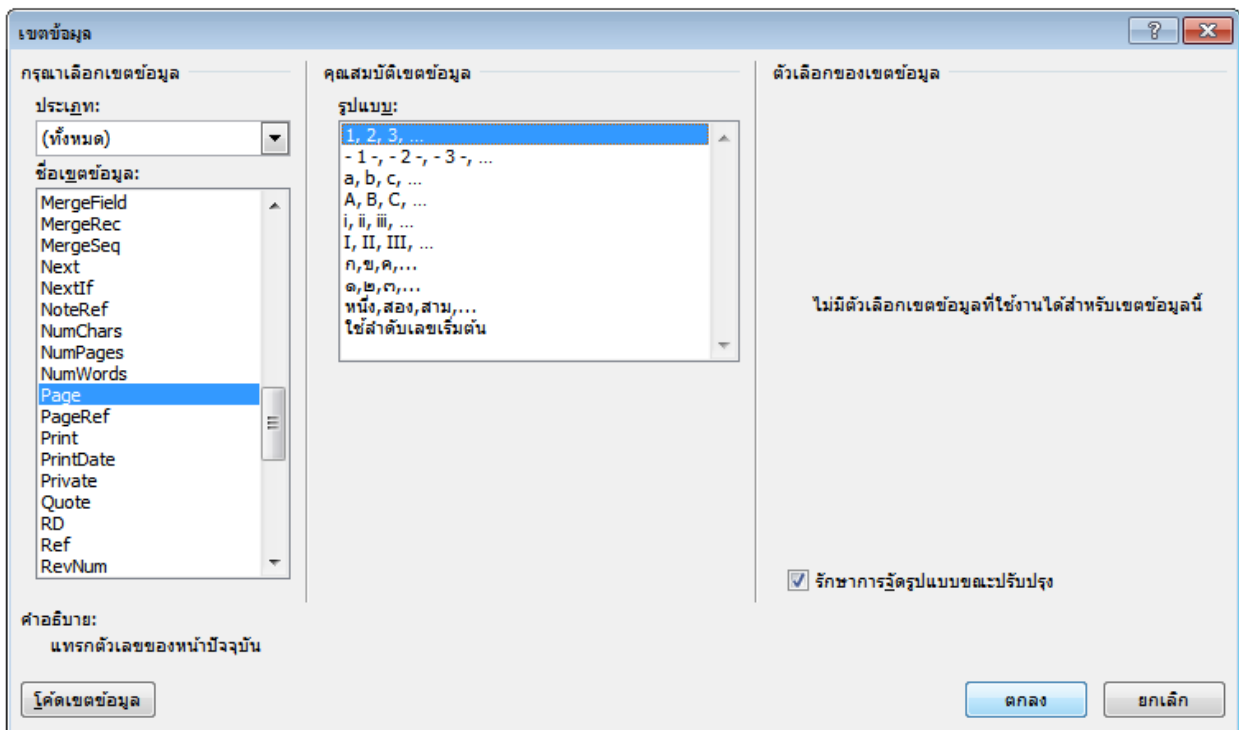 เขตข้อมูล
กรุณาเลือกเขตข้อมูล
ประเภท:
(ทั้งหมด)
ชื่อเขตข้อมูล:
MergeField
MergeRec
MergeSeq
Next
NextIf
NoteRef
NumChars
NumPages
NumWords
Page
PageRef
Print
PrintDate
Private
Quote
RD
Ref
RevNum
คุณสมบัติเขตข้อมูล
รูปแบบ:
1, 2, 3, ...
- 1 -, - 2 -, - 3 -, ...
a, b, c, ...
A, B, C, ...
i, ii, iii, ...
I, II, III, ...
ก,ข,ค,...
๑,๒,๓,...
หนึ่ง,สอง,สาม,...
ใช้ลำดับเลขเริ่มต้น
ตัวเลือกของเขตข้อมูล
ไม่มีตัวเลือกเขตข้อมูลที่ใช้งานได้สำหรับเขตข้อมูลนี้
รักษาการจัดรูปแบบขณะปรับปรุง
คำอธิบาย:
แทรกตัวเลขของหน้าปัจจุบัน
โค้ดเขตข้อมูล
ตกลง
ยกเลิก